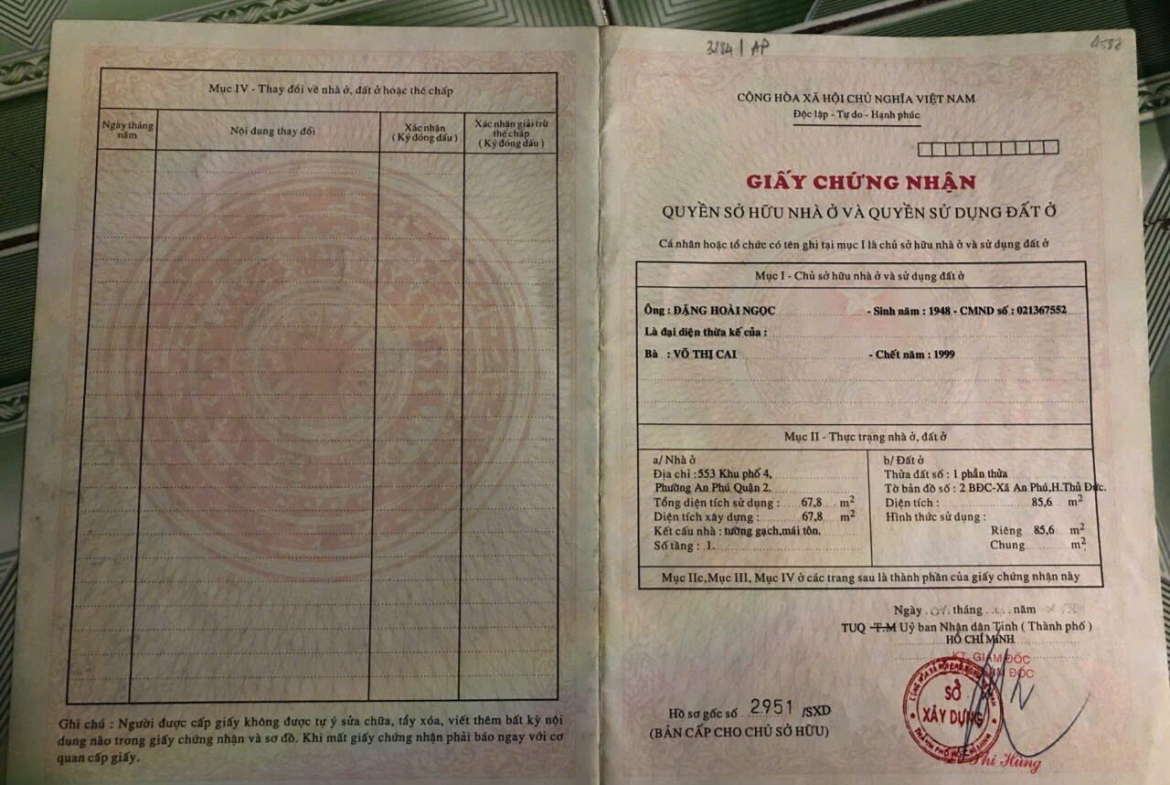 Mục IV - Thay đổi về nhà ở, đất ở hoặc thế chấp
Ngày tháng năm
Nội dung thay đổi
Xác nhận
( Ký đóng dấu )
Xác nhận giải trừ thế chấp
( Ký đóng dấu )
Ghi chú : Người được cấp giấy không được tự ý sửa chữa, tẩy xóa, viết thêm bất kỳ nội
dung nào trong giấy chứng nhận và sơ đồ. Khi mất giấy chứng nhận phải báo ngay với cơ
quan cấp giấy.
AP
CỘNG HÒA XÃ HỘI CHỦ NGHĨA VIỆT NAM
Độc lập - Tự do - Hạnh phúc
GIẤY CHỨNG NHẬN
QUYỀN SỞ HỮU NHÀ Ở VÀ QUYỀN SỬ DỤNG ĐẤT Ở
Cá nhân hoặc tổ chức có tên ghi tại mục I là chủ sở hữu nhà ở và sử dụng đất ở
Mục I - Chủ sở hữu nhà ở và sử dụng đất ở
Ông : ĐẶNG HOÀI NGỌC - Sinh năm : 1948 - CMND số : 021367552
Là đại diện thừa kế của :
Bà : VÕ THỊ CAI - Chết năm : 1999
Mục II - Thực trạng nhà ở, đất ở
a/ Nhà ở
Địa chỉ :553 Khu phố 4,
Phường An Phú Quận 2.
Tổng diện tích sử dụng : 67,8 m2
Diện tích xây dựng : 67,8 m2
Kết cấu nhà : tường gạch,mái tôn.
Số tầng : 1.
b/ Đất ở
Thửa đất số : 1 phần thửa
Tờ bản đồ số : 2 BĐC-Xã An Phú,H.Thủ Đức.
Diện tích : 85,6 m2
Hình thức sử dụng :
Riêng 85,6 m2
Chung m2
Mục IIc,Mục III, Mục IV ở các trang sau là thành phần của giấy chứng nhận này
Ngày tháng năm
TUQ T.M Uỷ ban Nhân dân Tỉnh ( Thành phố )
HỒ CHÍ MINH
KT. GIÁM ĐỐC
ĐỐC
SỞ
XÂY DỰNG
Hồ sơ gốc số 2951 /SXD
(BẢN CẤP CHO CHỦ SỞ HỮU)
Phi Hùng